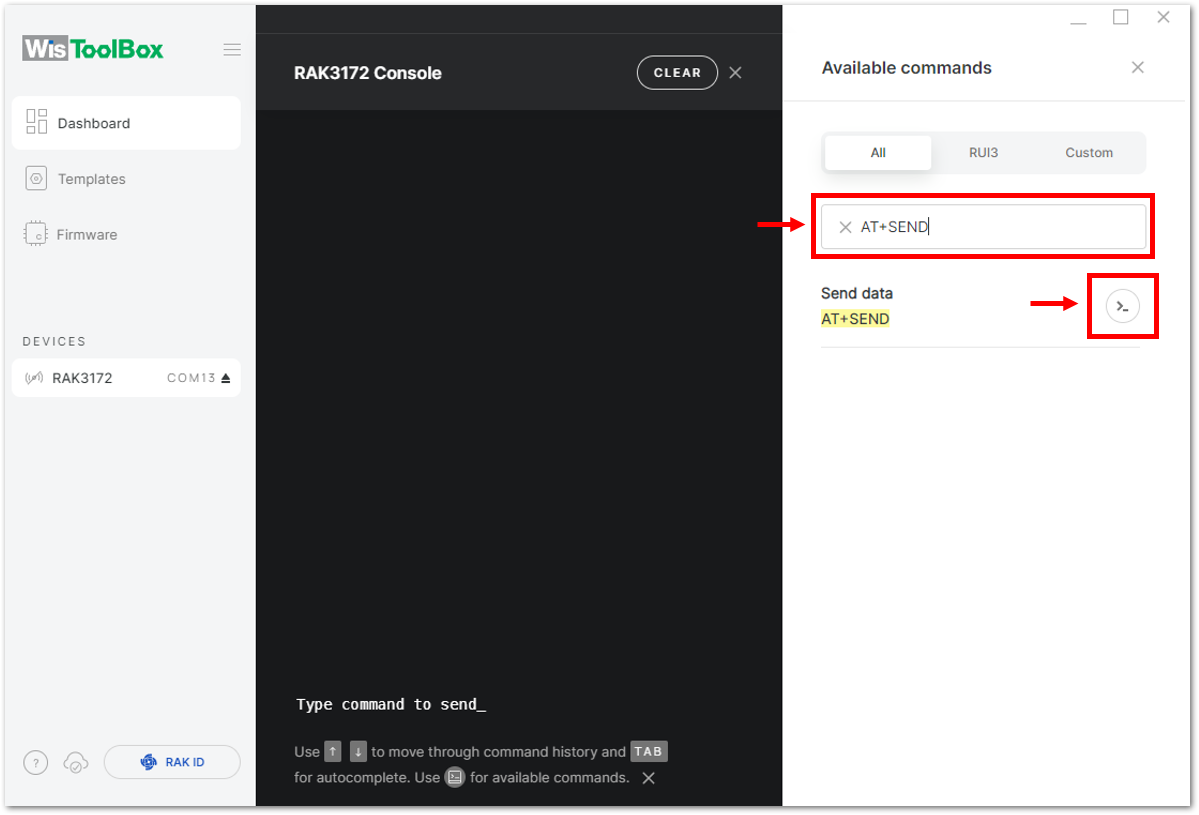 WisToolBox
Dashboard
Templates
Firmware
DEVICES
RAK3172 COM13
?
RAK ID
RAK3172 Console
CLEAR
Type command to send_
Use ↑ ↓ to move through command history and TAB
for autocomplete. Use for available commands.
Available commands
All RUI3 Custom
AT+SEND
Send data
AT+SEND